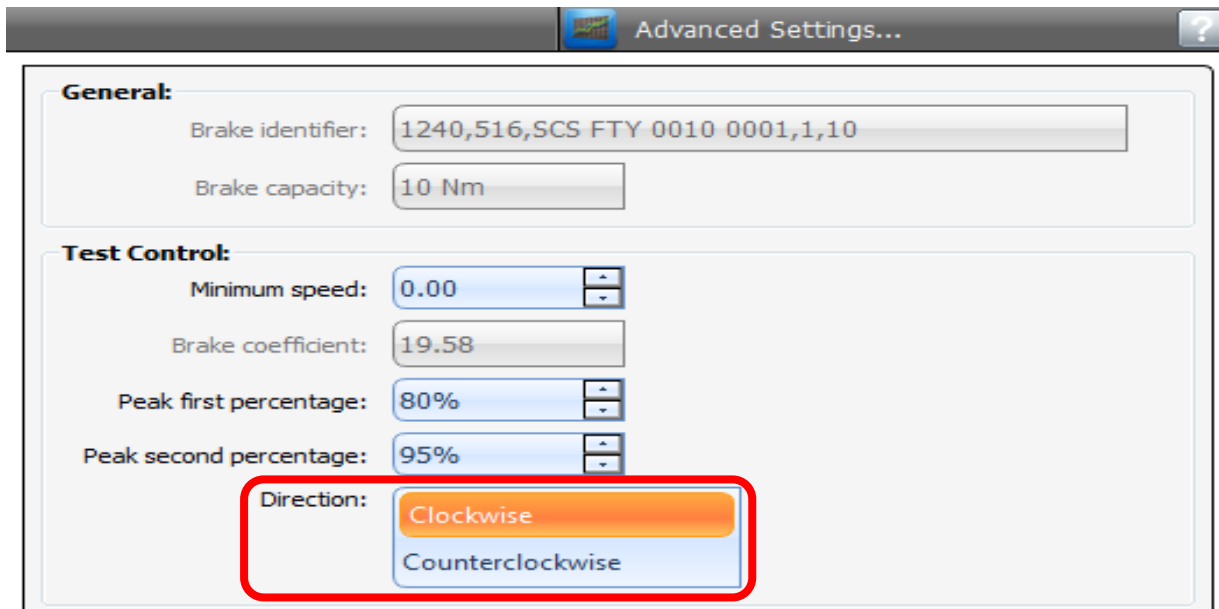 Advanced Settings...
?
General:
Brake identifier: 1240,516,SCS FTY 0010 0001,1,10
Brake capacity: 10 Nm
Test Control:
Minimum speed: 0.00
Brake coefficient: 19.58
Peak first percentage: 80%
Peak second percentage: 95%
Direction: Clockwise
Counterclockwise